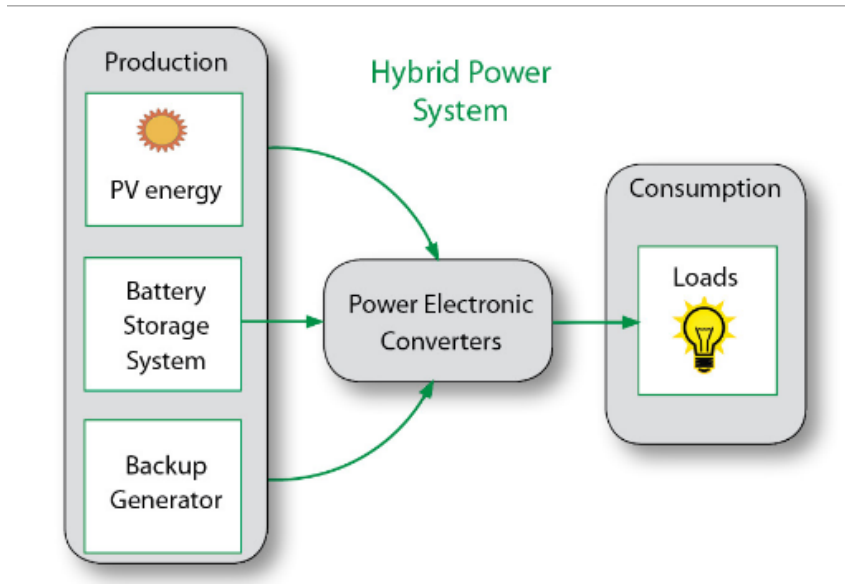 Production
Hybrid Power
System
PV energy
Consumption
Battery
Storage
System
Power Electronic
Converters
Loads
Backup
Generator